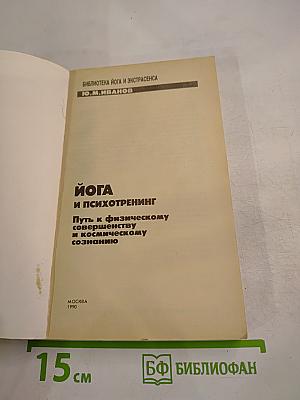 БИБЛИОТЕКА ЙОГА И ЭКСТРАСЕНСА
Ю.М.ИВАНОВ
ЙОГА
И ПСИХОТРЕНИНГ
Путь к физическому
совершенству
и космическому
сознанию
МОСКВА
1990
15 см
БФ БИБЛИОФАН